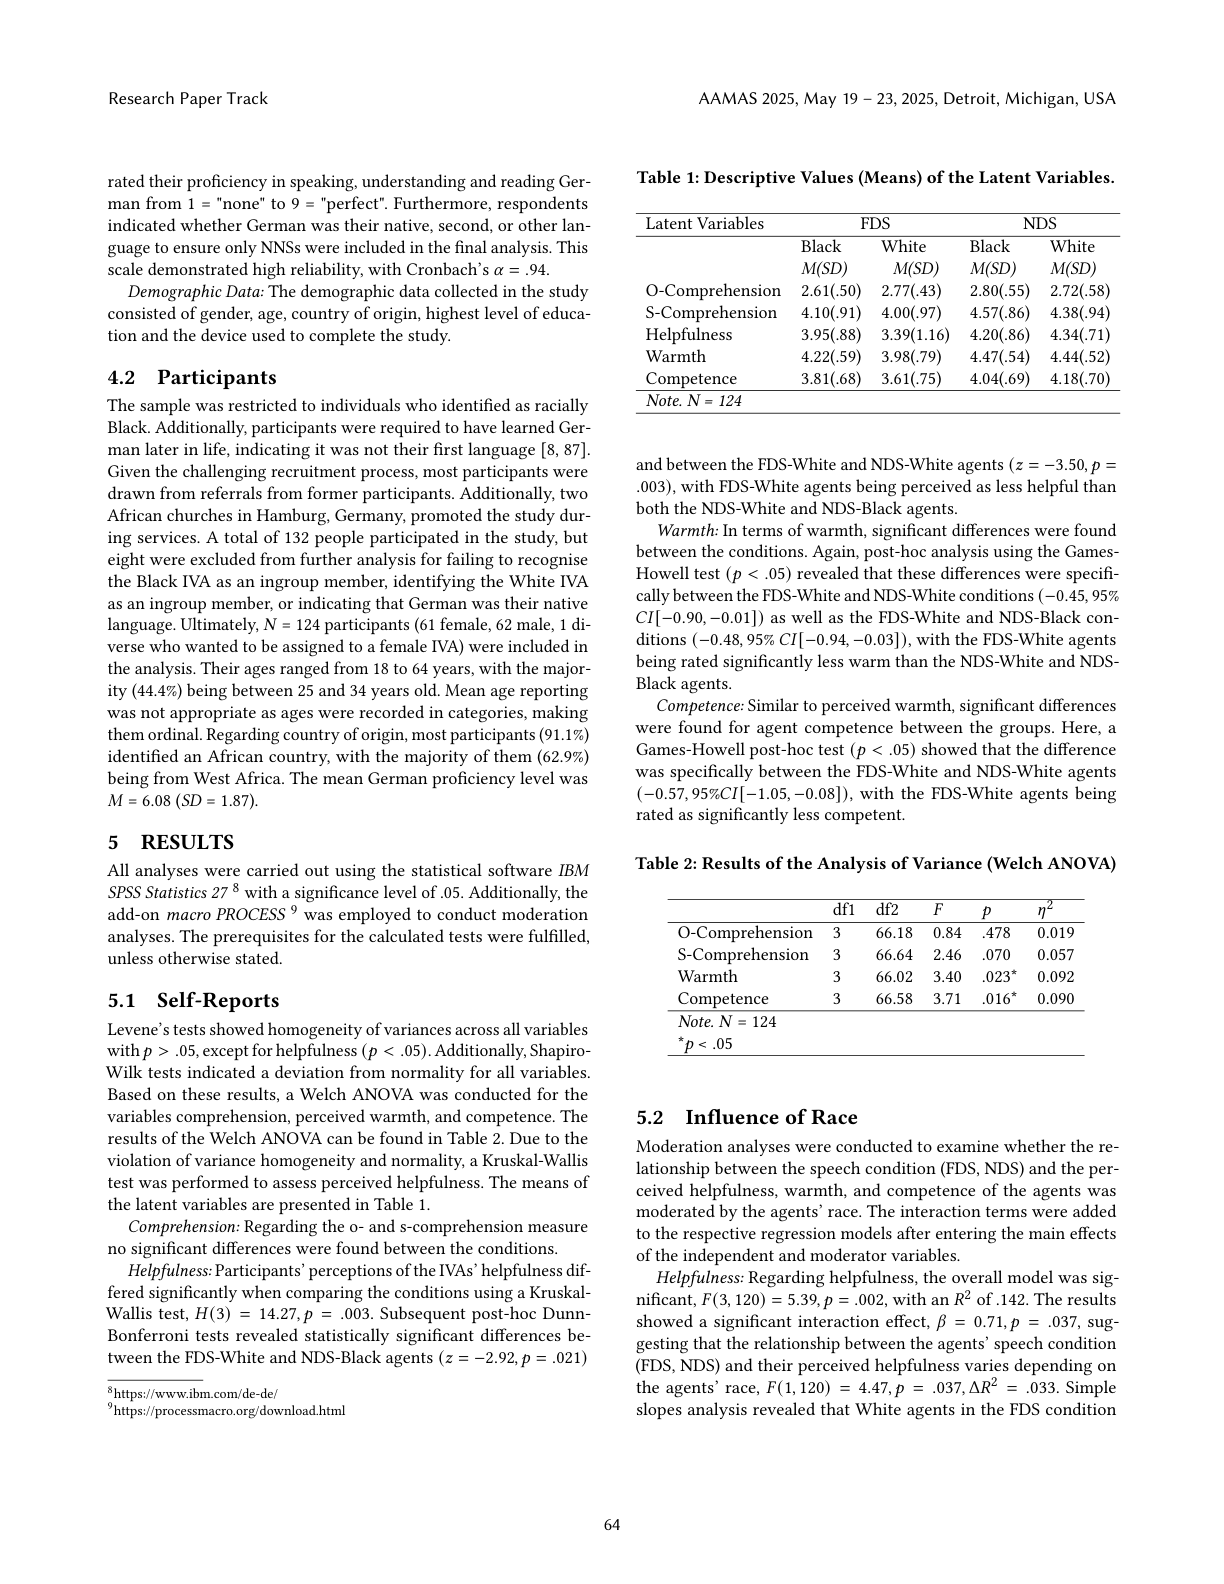 Research Paper Track
AAMAS 2025, May 19 – 23, 2025, Detroit, Michigan, USA
rated their proficiency in speaking, understanding and reading Ger-
man from 1 = "none" to 9 = "perfect". Furthermore, respondents
indicated whether German was their native, second, or other lan-
guage to ensure only NNSs were included in the final analysis. This
scale demonstrated high reliability, with Cronbach's α = .94.
Demographic Data: The demographic data collected in the study
consisted of gender, age, country of origin, highest level of educa-
tion and the device used to complete the study.
4.2 Participants
The sample was restricted to individuals who identified as racially
Black. Additionally, participants were required to have learned Ger-
man later in life, indicating it was not their first language [8, 87].
Given the challenging recruitment process, most participants were
drawn from referrals from former participants. Additionally, two
African churches in Hamburg, Germany, promoted the study dur-
ing services. A total of 132 people participated in the study, but
eight were excluded from further analysis for failing to recognise
the Black IVA as an ingroup member, identifying the White IVA
as an ingroup member, or indicating that German was their native
language. Ultimately, N = 124 participants (61 female, 62 male, 1 di-
verse who wanted to be assigned to a female IVA) were included in
the analysis. Their ages ranged from 18 to 64 years, with the major-
ity (44.4%) being between 25 and 34 years old. Mean age reporting
was not appropriate as ages were recorded in categories, making
them ordinal. Regarding country of origin, most participants (91.1%)
identified an African country, with the majority of them (62.9%)
being from West Africa. The mean German proficiency level was
M = 6.08 (SD = 1.87).
5 RESULTS
All analyses were carried out using the statistical software IBM
SPSS Statistics 27 8 with a significance level of .05. Additionally, the
add-on macro PROCESS 9 was employed to conduct moderation
analyses. The prerequisites for the calculated tests were fulfilled,
unless otherwise stated.
5.1 Self-Reports
Levene's tests showed homogeneity of variances across all variables
with p > .05, except for helpfulness (p < .05). Additionally, Shapiro-
Wilk tests indicated a deviation from normality for all variables.
Based on these results, a Welch ANOVA was conducted for the
variables comprehension, perceived warmth, and competence. The
results of the Welch ANOVA can be found in Table 2. Due to the
violation of variance homogeneity and normality, a Kruskal-Wallis
test was performed to assess perceived helpfulness. The means of
the latent variables are presented in Table 1.
Comprehension: Regarding the o- and s-comprehension measure
no significant differences were found between the conditions.
Helpfulness: Participants' perceptions of the IVAs' helpfulness dif-
fered significantly when comparing the conditions using a Kruskal-
Wallis test, H(3) = 14.27, p = .003. Subsequent post-hoc Dunn-
Bonferroni tests revealed statistically significant differences be-
tween the FDS-White and NDS-Black agents (z = −2.92, p = .021)
8https://www.ibm.com/de-de/
9https://processmacro.org/download.html
Table 1: Descriptive Values (Means) of the Latent Variables.
Latent Variables FDS NDS
Black White Black White
M(SD) M(SD) M(SD) M(SD)
O-Comprehension 2.61(.50) 2.77(.43) 2.80(.55) 2.72(.58)
S-Comprehension 4.10(.91) 4.00(.97) 4.57(.86) 4.38(.94)
Helpfulness 3.95(.88) 3.39(1.16) 4.20(.86) 4.34(.71)
Warmth 4.22(.59) 3.98(.79) 4.47(.54) 4.44(.52)
Competence 3.81(.68) 3.61(.75) 4.04(.69) 4.18(.70)
Note. N = 124
and between the FDS-White and NDS-White agents (z = −3.50, p =
.003), with FDS-White agents being perceived as less helpful than
both the NDS-White and NDS-Black agents.
Warmth: In terms of warmth, significant differences were found
between the conditions. Again, post-hoc analysis using the Games-
Howell test (p < .05) revealed that these differences were specifi-
cally between the FDS-White and NDS-White conditions (−0.45, 95%
CI[−0.90, −0.01]) as well as the FDS-White and NDS-Black con-
ditions (−0.48, 95% CI[−0.94, −0.03]), with the FDS-White agents
being rated significantly less warm than the NDS-White and NDS-
Black agents.
Competence: Similar to perceived warmth, significant differences
were found for agent competence between the groups. Here, a
Games-Howell post-hoc test (p < .05) showed that the difference
was specifically between the FDS-White and NDS-White agents
(−0.57, 95%CI[−1.05, −0.08]), with the FDS-White agents being
rated as significantly less competent.
Table 2: Results of the Analysis of Variance (Welch ANOVA)
df1 df2 F p η²
O-Comprehension 3 66.18 0.84 .478 0.019
S-Comprehension 3 66.64 2.46 .070 0.057
Warmth 3 66.02 3.40 .023* 0.092
Competence 3 66.58 3.71 .016* 0.090
Note. N = 124
*p < .05
5.2 Influence of Race
Moderation analyses were conducted to examine whether the re-
lationship between the speech condition (FDS, NDS) and the per-
ceived helpfulness, warmth, and competence of the agents was
moderated by the agents' race. The interaction terms were added
to the respective regression models after entering the main effects
of the independent and moderator variables.
Helpfulness: Regarding helpfulness, the overall model was sig-
nificant, F(3, 120) = 5.39, p = .002, with an R² of .142. The results
showed a significant interaction effect, β = 0.71, p = .037, sug-
gesting that the relationship between the agents' speech condition
(FDS, NDS) and their perceived helpfulness varies depending on
the agents' race, F(1, 120) = 4.47, p = .037, ΔR² = .033. Simple
slopes analysis revealed that White agents in the FDS condition
64